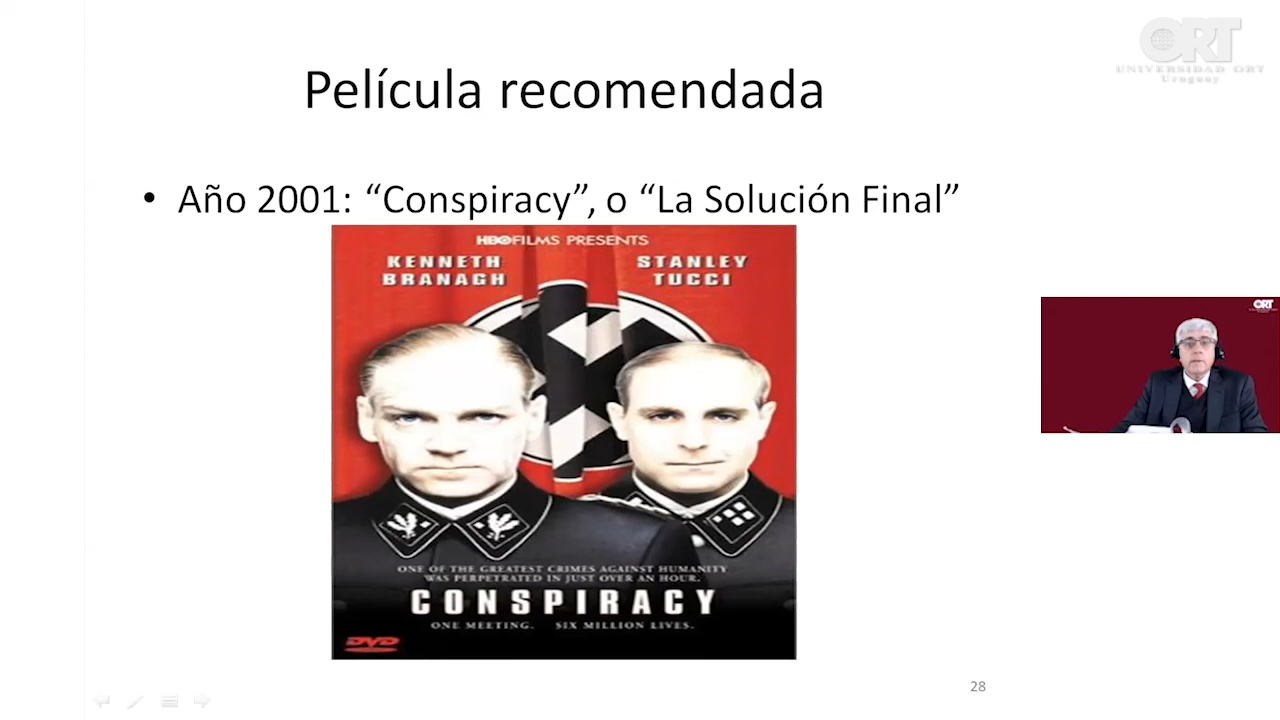 ORT
UNIVERSIDAD ORT
Uruguay
Película recomendada
• Año 2001: “Conspiracy”, o “La Solución Final”
HBO FILMS PRESENTS
KENNETH BRANAGH
STANLEY TUCCI
ONE OF THE GREATEST CRIMES AGAINST HUMANITY
WAS PERPETRATED IN JUST OVER AN HOUR.
CONSPIRACY
ONE MEETING. SIX MILLION LIVES.
DVD
ORT
28